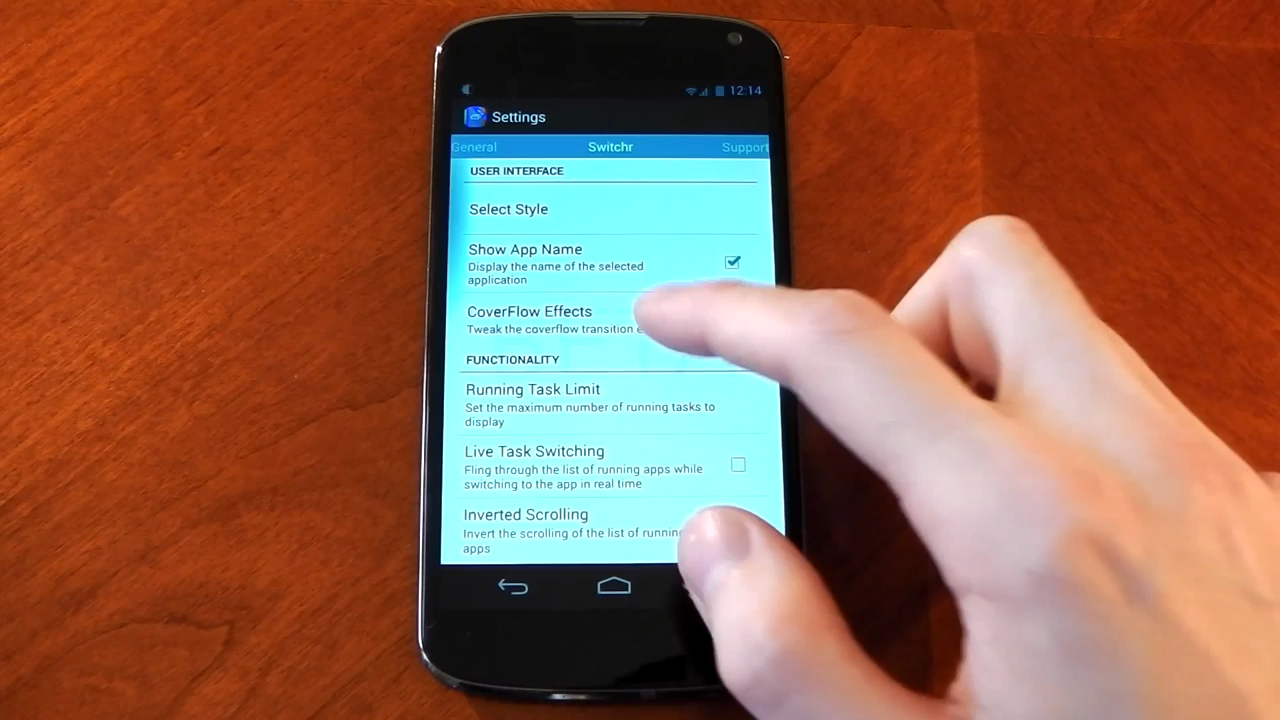 12:14
Settings
General Switchr Support
USER INTERFACE
Select Style
Show App Name
Display the name of the selected
application
CoverFlow Effects
Tweak the coverflow transition
FUNCTIONALITY
Running Task Limit
Set the maximum number of running tasks to
display
Live Task Switching
Fling through the list of running apps while
switching to the app in real time
Inverted Scrolling
Invert the scrolling of the list of running
apps